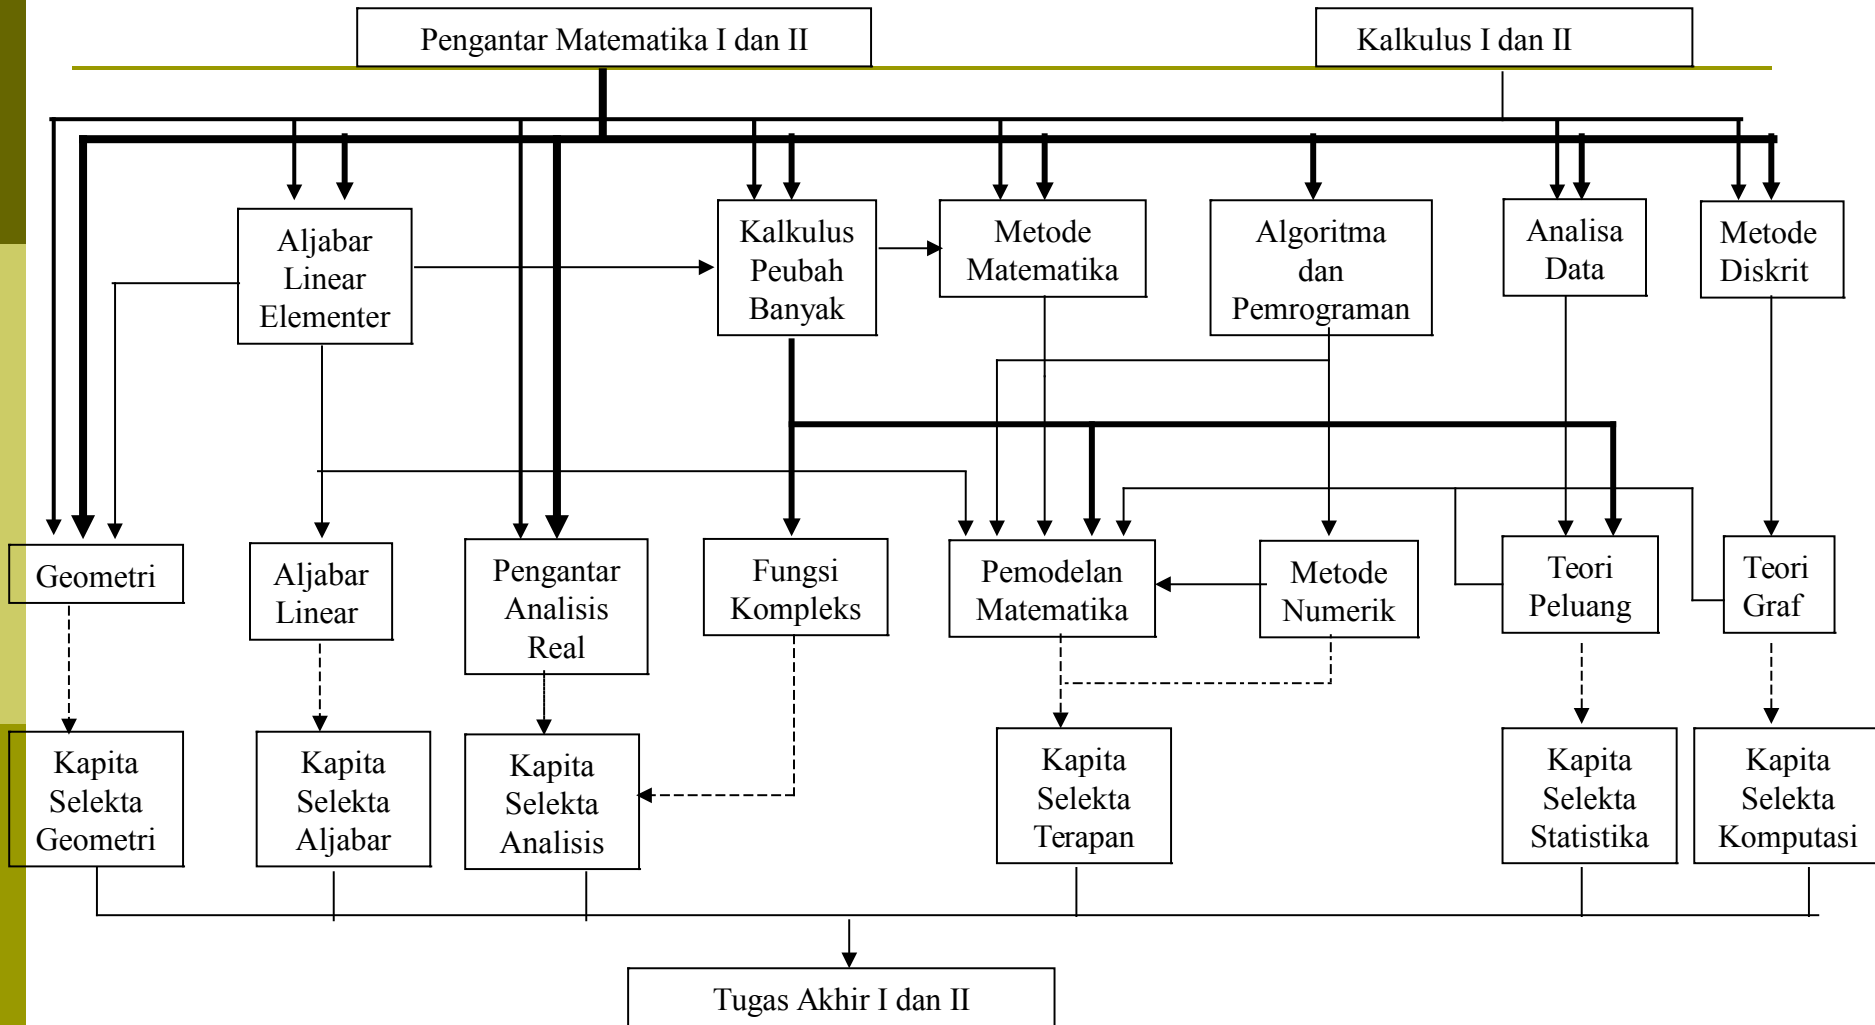 Pengantar Matematika I dan II
Kalkulus I dan II
Aljabar
Linear
Elementer
Kalkulus
Peubah
Banyak
Metode
Matematika
Algoritma
dan
Pemrograman
Analisa
Data
Metode
Diskrit
Geometri
Aljabar
Linear
Pengantar
Analisis
Real
Fungsi
Kompleks
Pemodelan
Matematika
Metode
Numerik
Teori
Peluang
Teori
Graf
Kapita
Selekta
Geometri
Kapita
Selekta
Aljabar
Kapita
Selekta
Analisis
Kapita
Selekta
Terapan
Kapita
Selekta
Statistika
Kapita
Selekta
Komputasi
Tugas Akhir I dan II